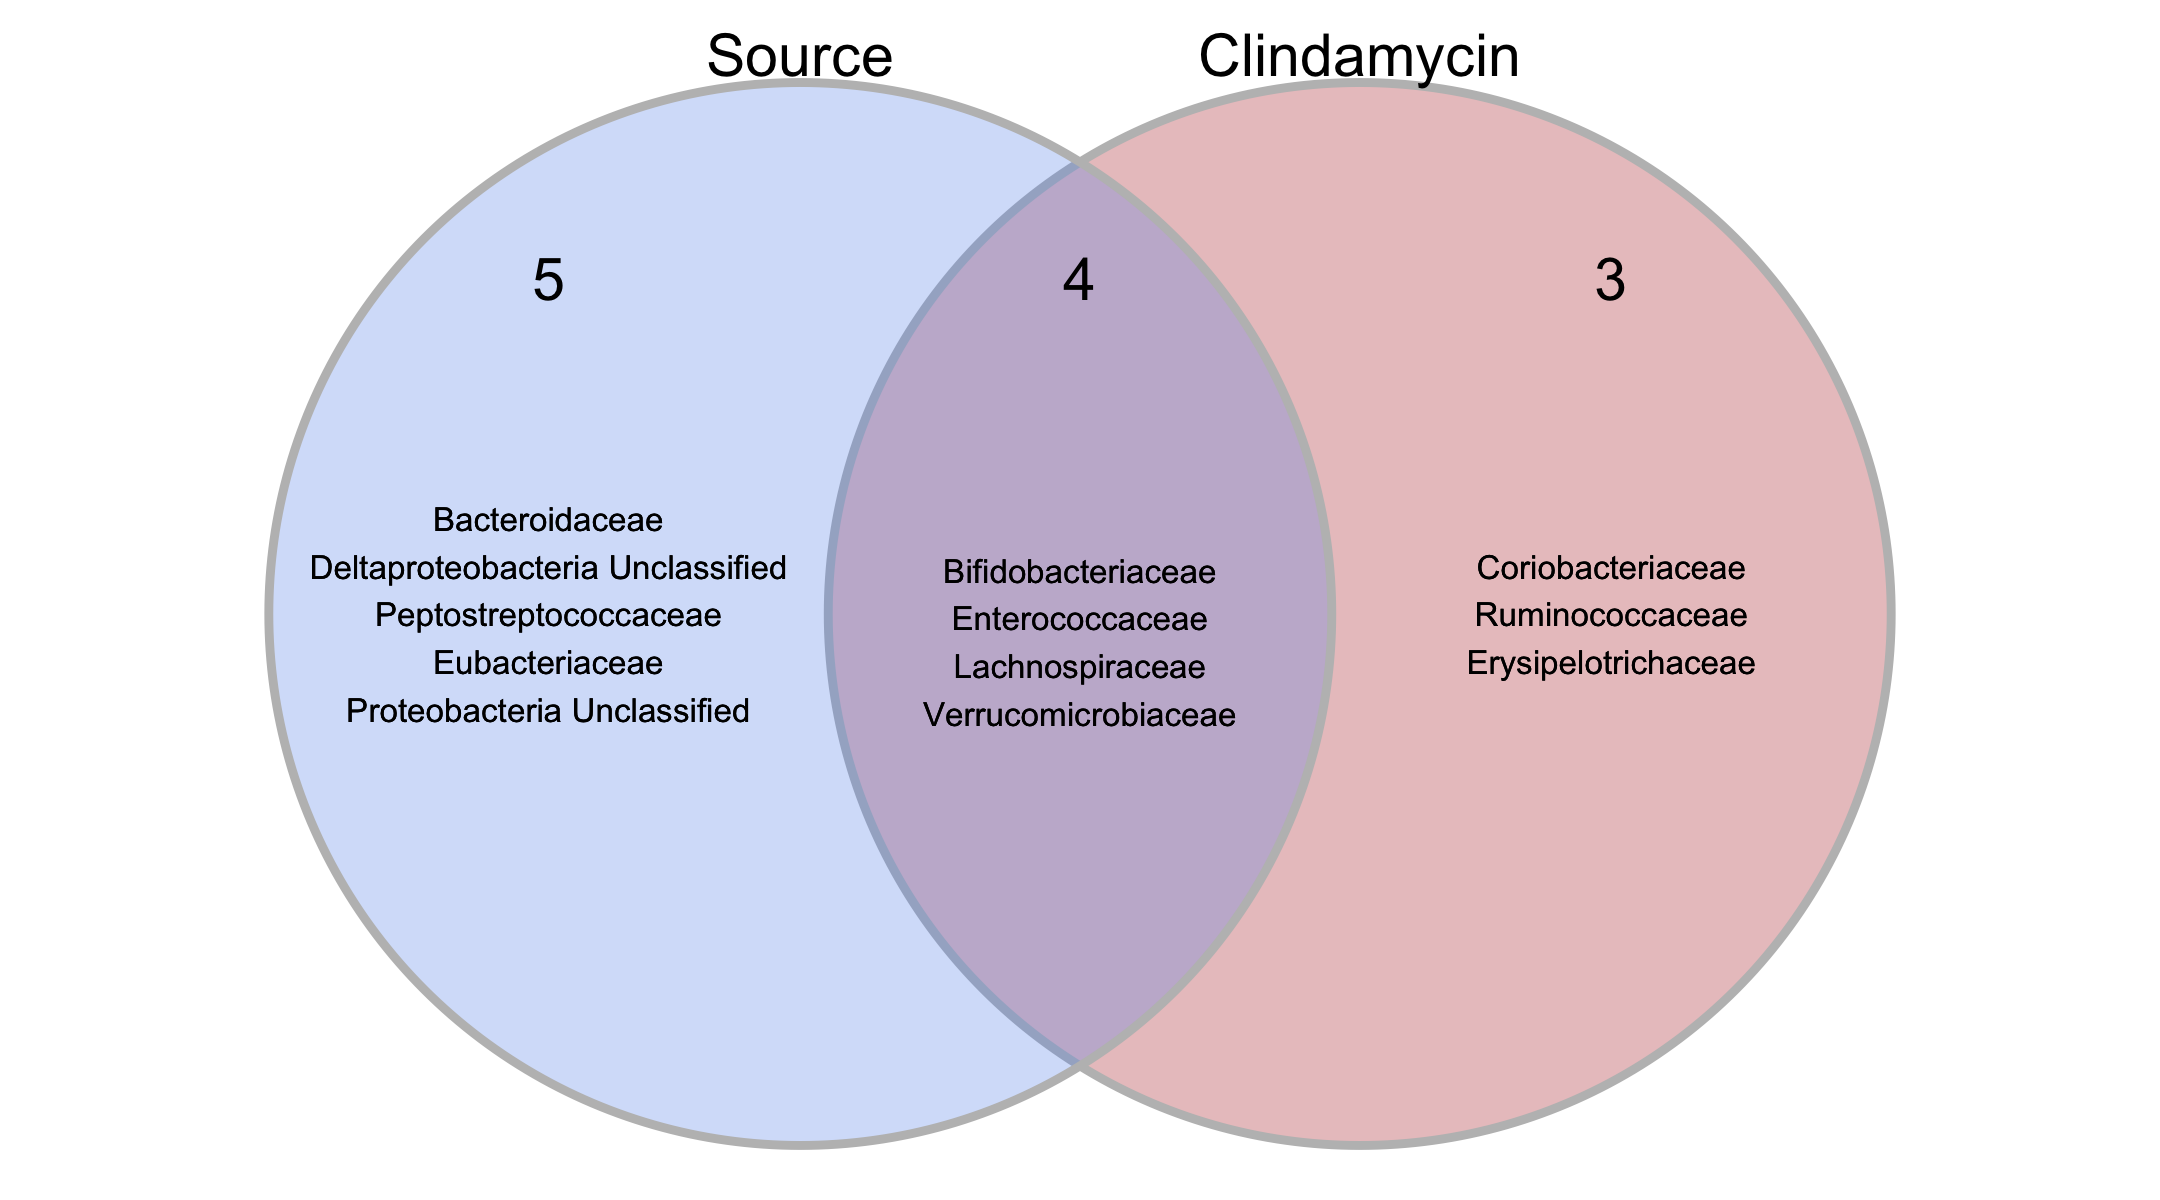 Source
Clindamycin
5
4
3
Bacteroidaceae
Deltaproteobacteria Unclassified
Peptostreptococcaceae
Eubacteriaceae
Proteobacteria Unclassified
Bifidobacteriaceae
Enterococcaceae
Lachnospiraceae
Verrucomicrobiaceae
Coriobacteriaceae
Ruminococcaceae
Erysipelotrichaceae